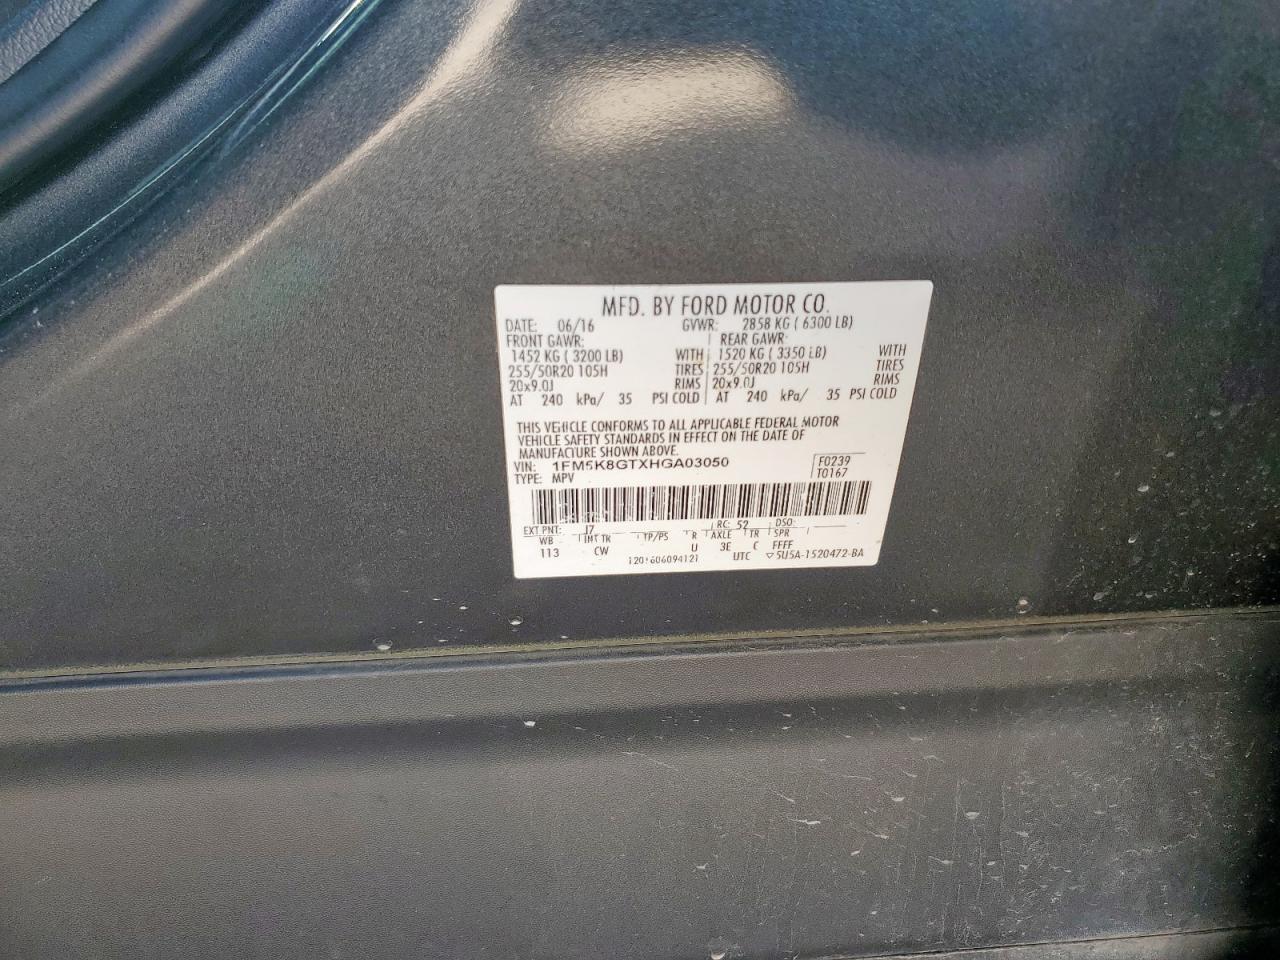 MFD. BY FORD MOTOR CO.
DATE: 06/16 GVWR: 2858 KG ( 6300 LB)
FRONT GAWR: REAR GAWR:
1452 KG ( 3200 LB) WITH 1520 KG ( 3350 LB) WITH
255/50R20 105H TIRES 255/50R20 105H TIRES
20x9.0J RIMS 20x9.0J RIMS
AT 240 kPa/ 35 PSI COLD AT 240 kPa/ 35 PSI COLD
THIS VEHICLE CONFORMS TO ALL APPLICABLE FEDERAL MOTOR
VEHICLE SAFETY STANDARDS IN EFFECT ON THE DATE OF
MANUFACTURE SHOWN ABOVE.
VIN: 1FM5K8GTXHGA03050 F0239
TYPE: MPV T0167
EXT PNT: J7 RC: 52 DSO:
WB INT TR TP/PS R AXLE TR SPR
113 CW U 3E C FFFF
UTC ▽5U5A-1520472-BA